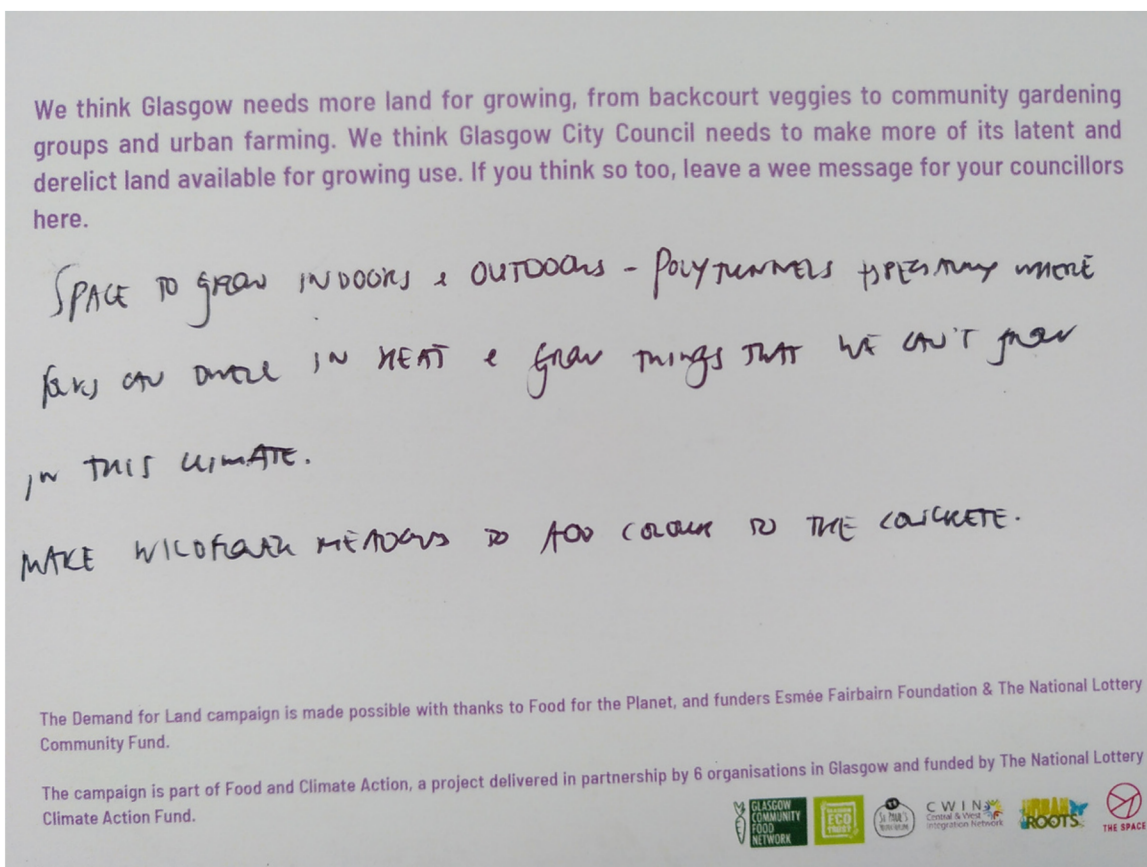 We think Glasgow needs more land for growing, from backcourt veggies to community gardening
groups and urban farming. We think Glasgow City Council needs to make more of its latent and
derelict land available for growing use. If you think so too, leave a wee message for your councillors
here.
SPACE TO GROW INDOORS & OUTDOORS - POLYTUNNELS ESPECIALLY WHERE
FOLKS CAN DWELL IN HEAT & GROW THINGS THAT WE CAN'T GROW
IN THIS CLIMATE.
MAKE WILDFLOWER MEADOWS TO ADD COLOUR TO THE CONCRETE.
The Demand for Land campaign is made possible with thanks to Food for the Planet, and funders Esmée Fairbairn Foundation & The National Lottery
Community Fund.
The campaign is part of Food and Climate Action, a project delivered in partnership by 6 organisations in Glasgow and funded by The National Lottery
Climate Action Fund.
GLASGOW
COMMUNITY
FOOD
NETWORK
ECO
TRUST
ST PAUL'S
CWIN
Central & West
Integration Network
URBAN
ROOTS
THE SPACE